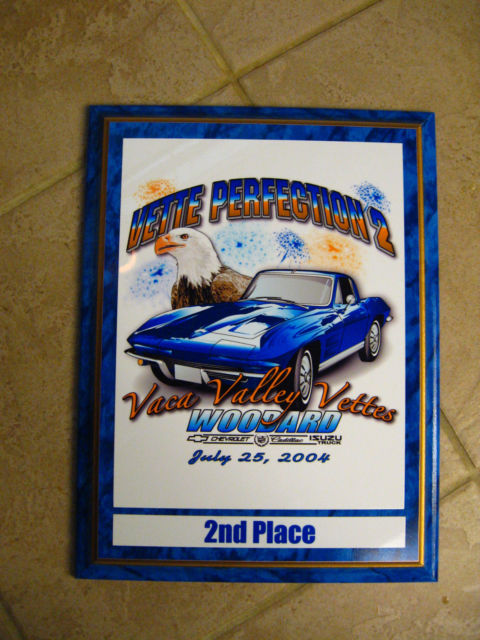 VETTE PERFECTION 2
Vaca Valley Vettes
WOODARD
CHEVROLET Cadillac ISUZU TRUCK
July 25, 2004
2nd Place